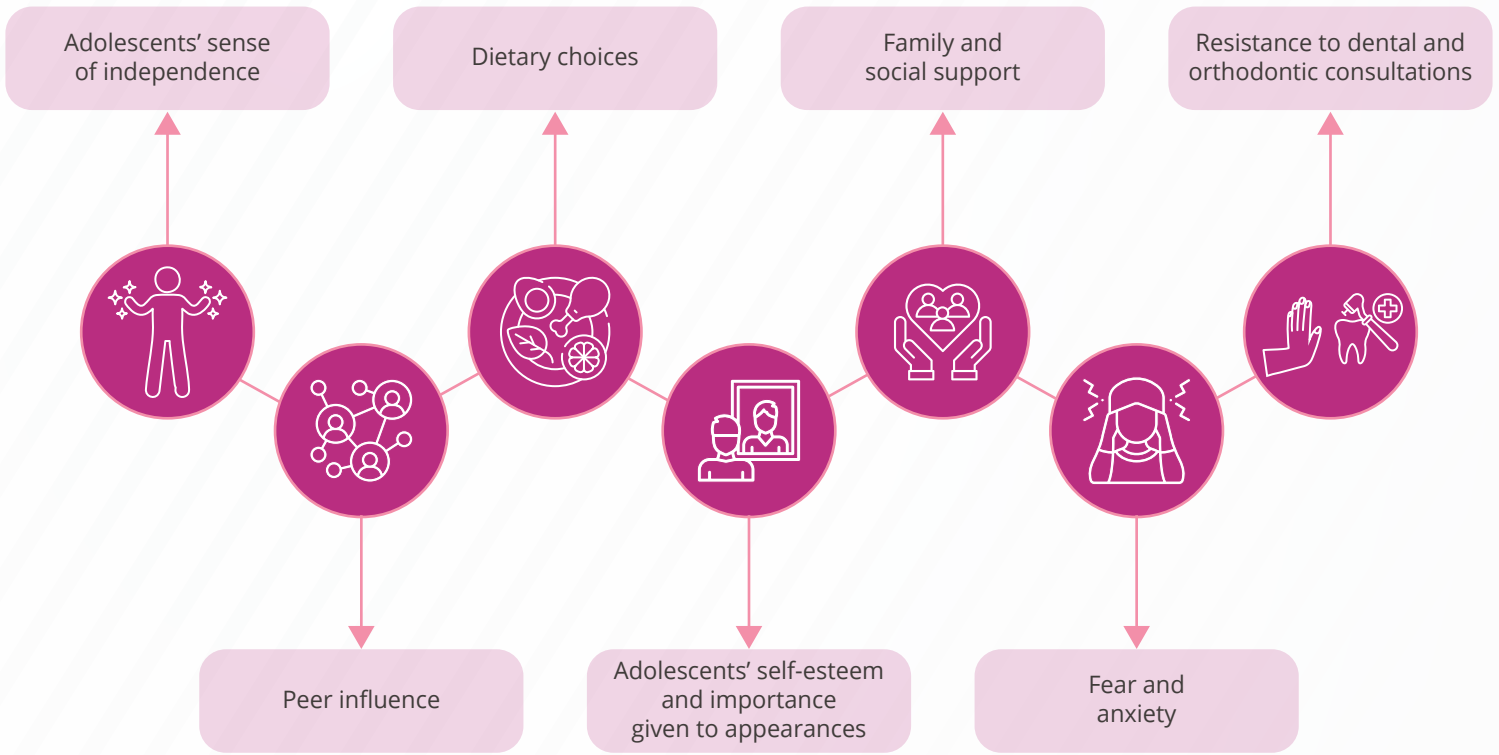 Adolescents’ sense
of independence
Dietary choices
Family and
social support
Resistance to dental and
orthodontic consultations
Peer influence
Adolescents’ self-esteem
and importance
given to appearances
Fear and
anxiety